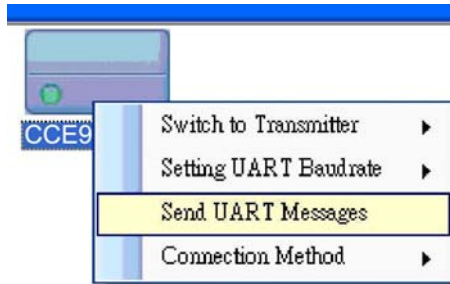 CCE9
Switch to Transmitter
Setting UART Baudrate
Send UART Messages
Connection Method